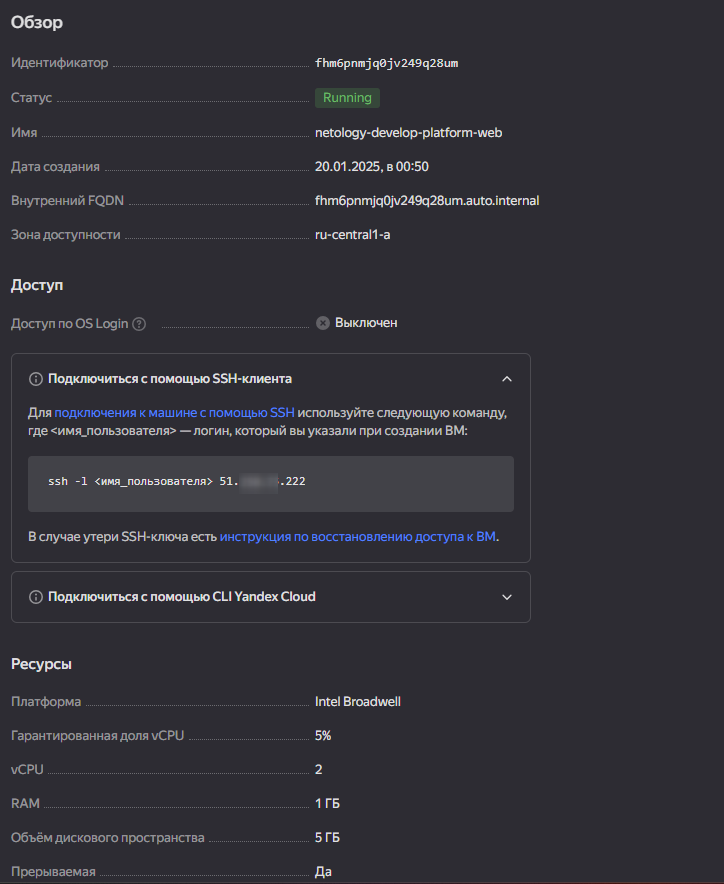 Обзор
Идентификатор fhm6pnmjq0jv249q28um
Статус Running
Имя netology-develop-platform-web
Дата создания 20.01.2025, в 00:50
Внутренний FQDN fhm6pnmjq0jv249q28um.auto.internal
Зона доступности ru-central1-a
Доступ
Доступ по OS Login Выключен
Подключиться с помощью SSH-клиента
Для подключения к машине с помощью SSH используйте следующую команду,
где <имя_пользователя> — логин, который вы указали при создании ВМ:
ssh -l <имя_пользователя> 51. .222
В случае утери SSH-ключа есть инструкция по восстановлению доступа к ВМ.
Подключиться с помощью CLI Yandex Cloud
Ресурсы
Платформа Intel Broadwell
Гарантированная доля vCPU 5%
vCPU 2
RAM 1 ГБ
Объём дискового пространства 5 ГБ
Прерываемая Да